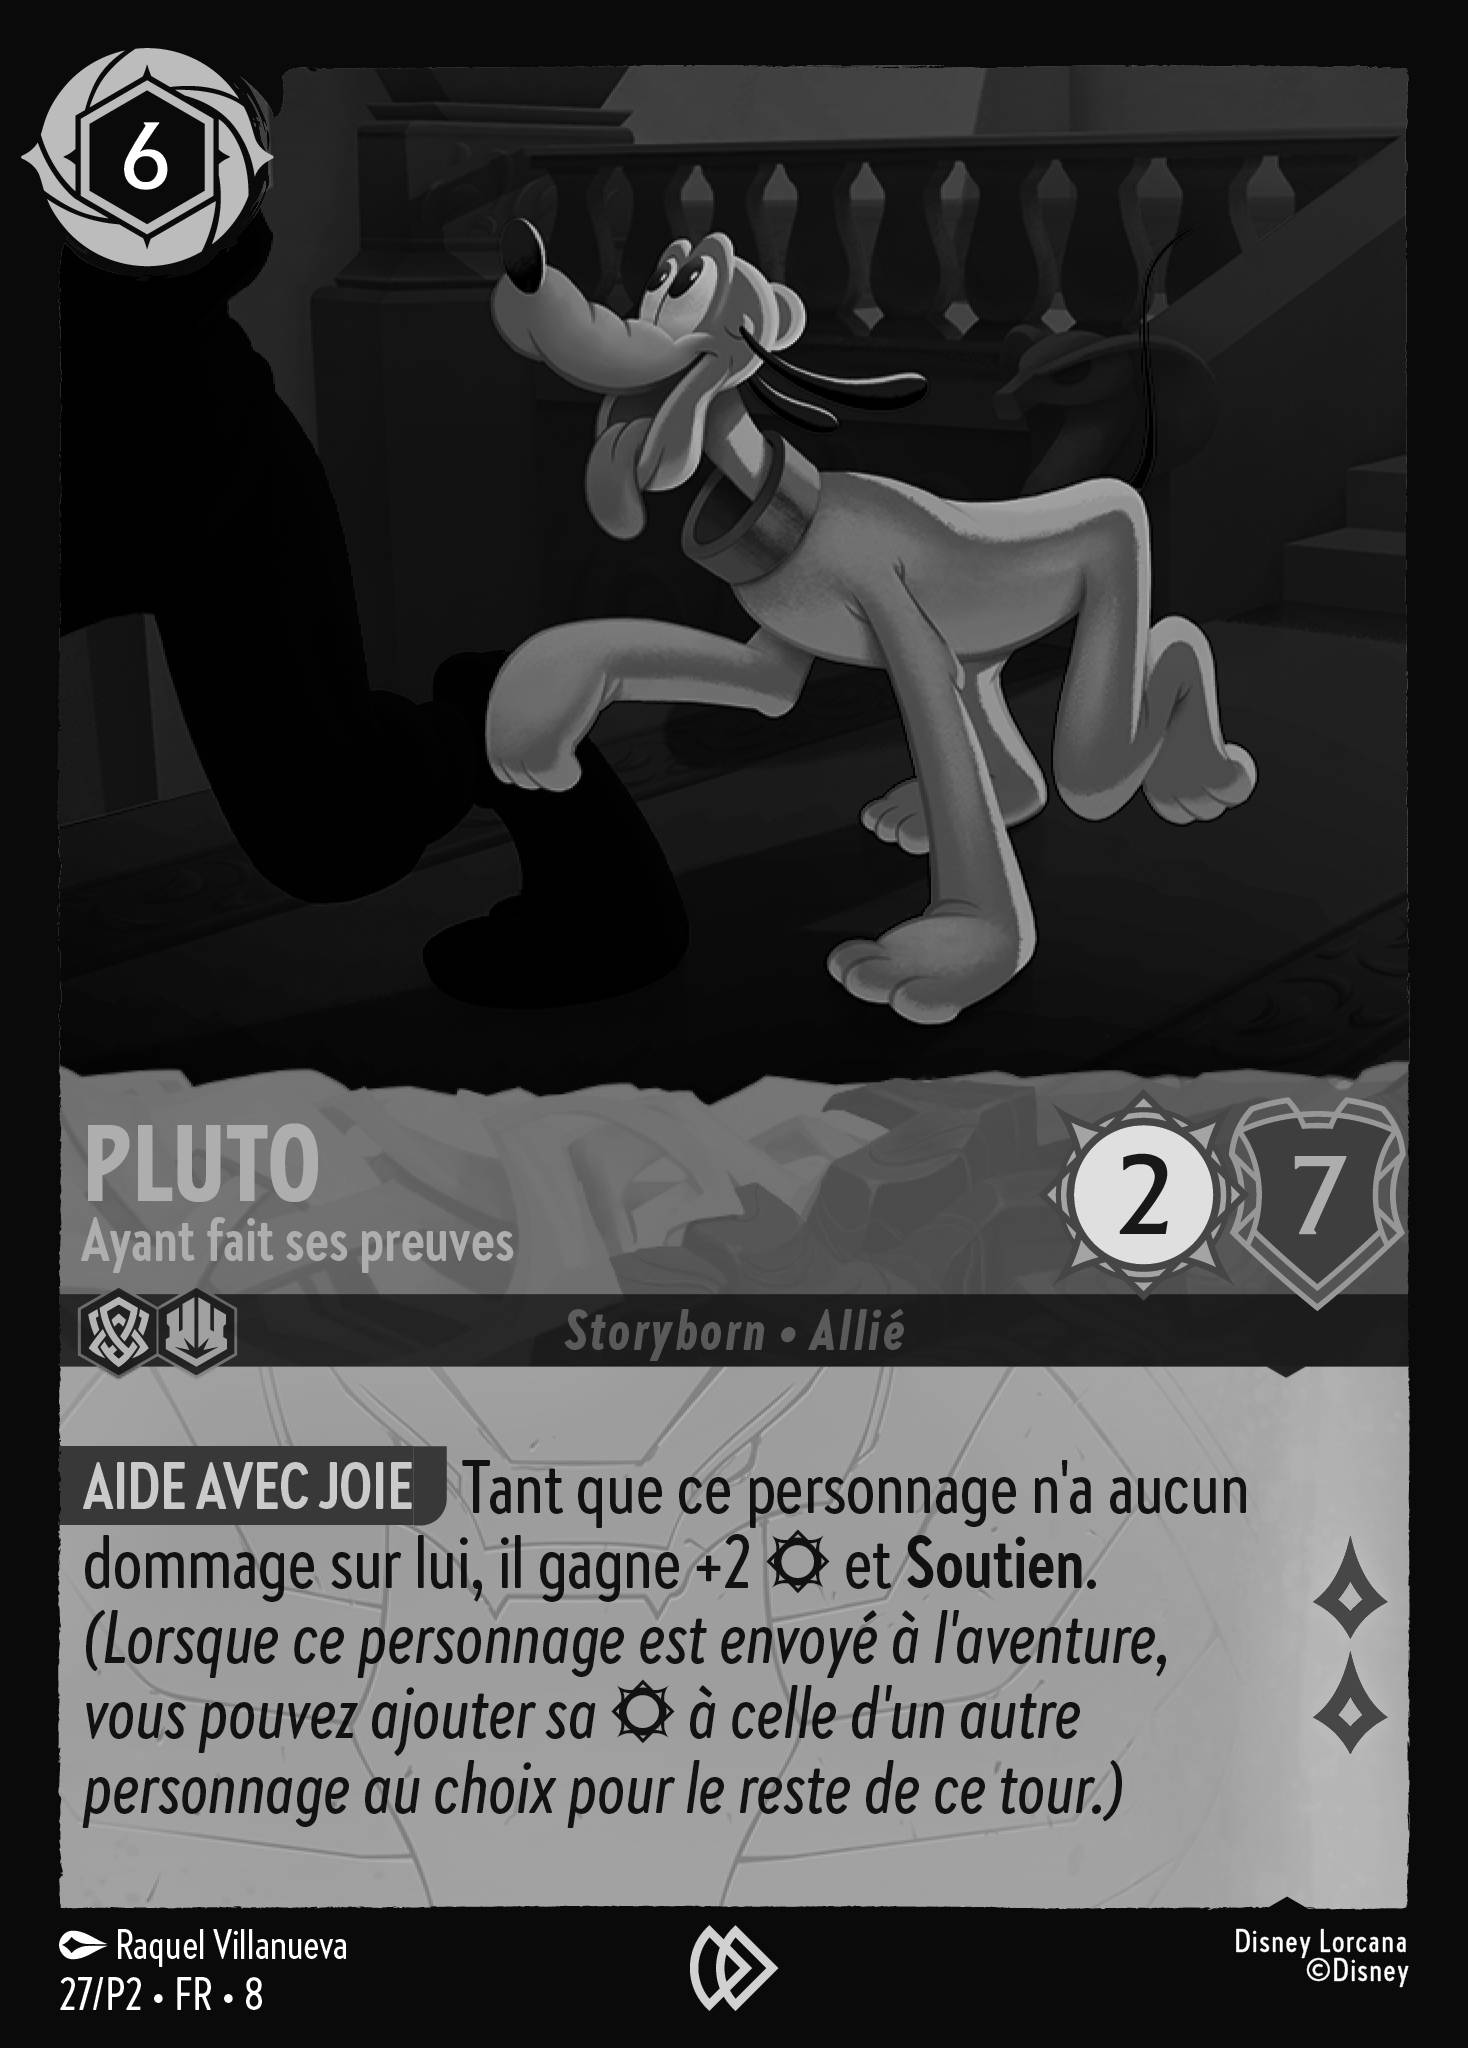 6
PLUTO
Ayant fait ses preuves
2
7
Storyborn • Allié
AIDE AVEC JOIE Tant que ce personnage n'a aucun
dommage sur lui, il gagne +2 et Soutien.
(Lorsque ce personnage est envoyé à l'aventure,
vous pouvez ajouter sa à celle d'un autre
personnage au choix pour le reste de ce tour.)
Raquel Villanueva
27/P2 • FR • 8
Disney Lorcana
©Disney